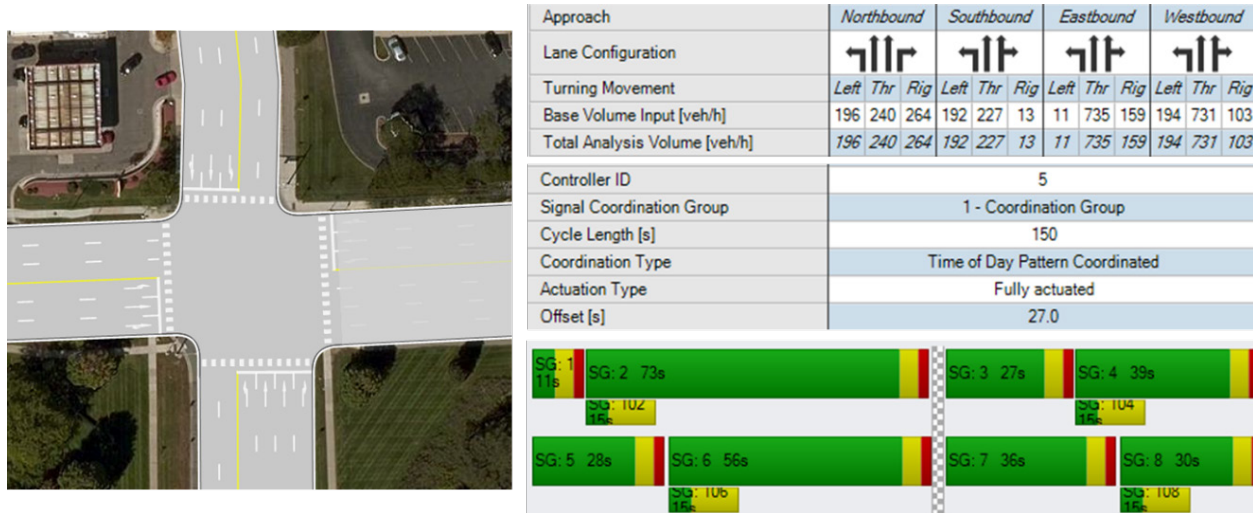 Approach Northbound Southbound Eastbound Westbound
Lane Configuration
Turning Movement Left Thr Rig Left Thr Rig Left Thr Rig Left Thr Rig
Base Volume Input [veh/h] 196 240 264 192 227 13 11 735 159 194 731 103
Total Analysis Volume [veh/h] 196 240 264 192 227 13 11 735 159 194 731 103
Controller ID 5
Signal Coordination Group 1 - Coordination Group
Cycle Length [s] 150
Coordination Type Time of Day Pattern Coordinated
Actuation Type Fully actuated
Offset [s] 27.0
SG: 1 11s SG: 2 73s SG: 3 27s SG: 4 39s
SG: 102 15s SG: 104 15s
SG: 5 28s SG: 6 56s SG: 7 36s SG: 8 30s
SG: 106 15s SG: 108 15s